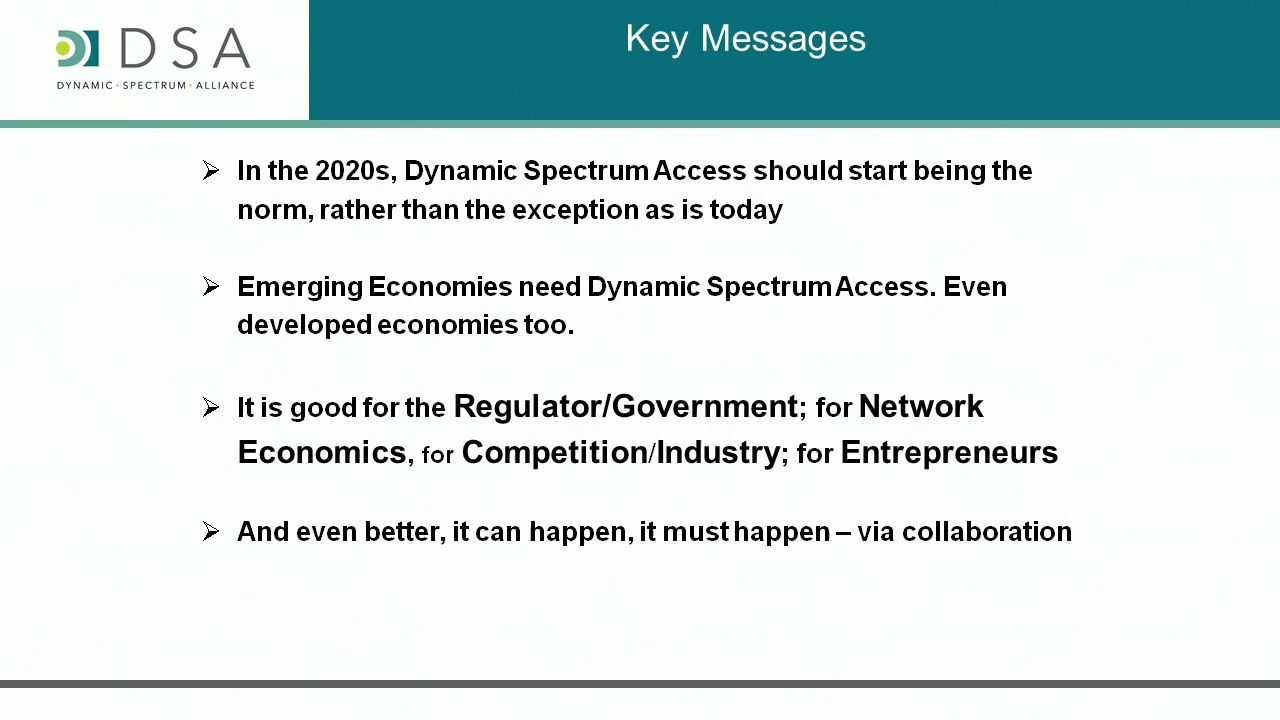 DSA
DYNAMIC • SPECTRUM • ALLIANCE
Key Messages
In the 2020s, Dynamic Spectrum Access should start being the
norm, rather than the exception as is today
Emerging Economies need Dynamic Spectrum Access. Even
developed economies too.
It is good for the Regulator/Government; for Network
Economics, for Competition/Industry; for Entrepreneurs
And even better, it can happen, it must happen – via collaboration